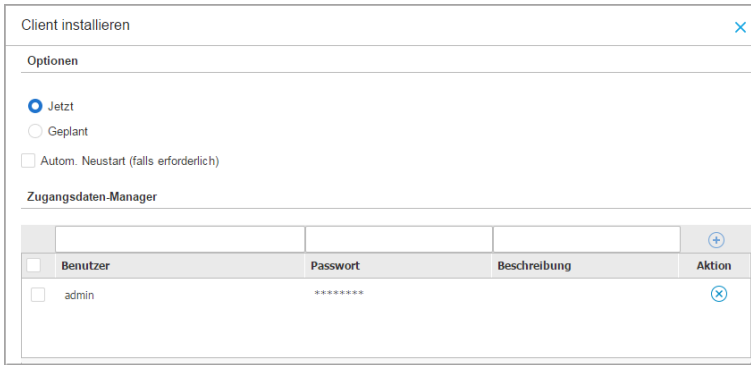 Client installieren
Optionen
Jetzt
Geplant
Autom. Neustart (falls erforderlich)
Zugangsdaten-Manager
Benutzer Passwort Beschreibung Aktion
admin ********